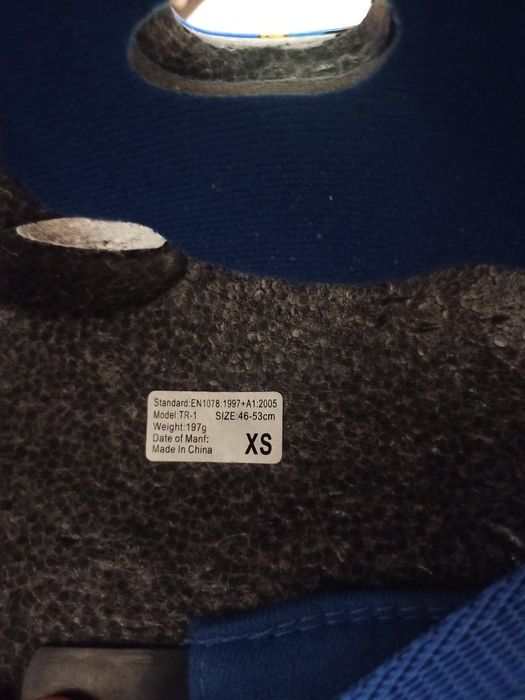 Standard:EN1078:1997+A1:2005
Model:TR-1 SIZE:46-53cm
Weight:197g
Date of Manf:
Made In China XS